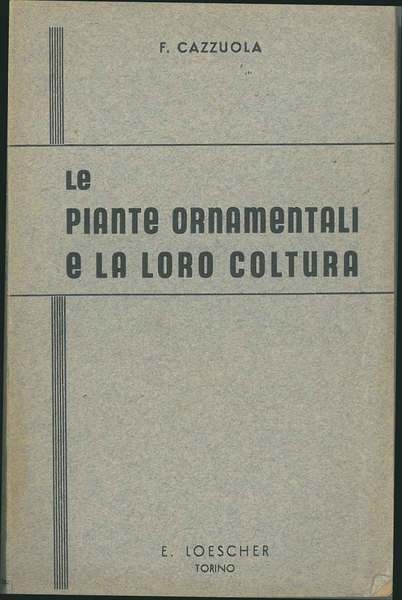 F. CAZZUOLA
Le
PIANTE ORNAMENTALI
e LA LORO COLTURA
E. LOESCHER
TORINO